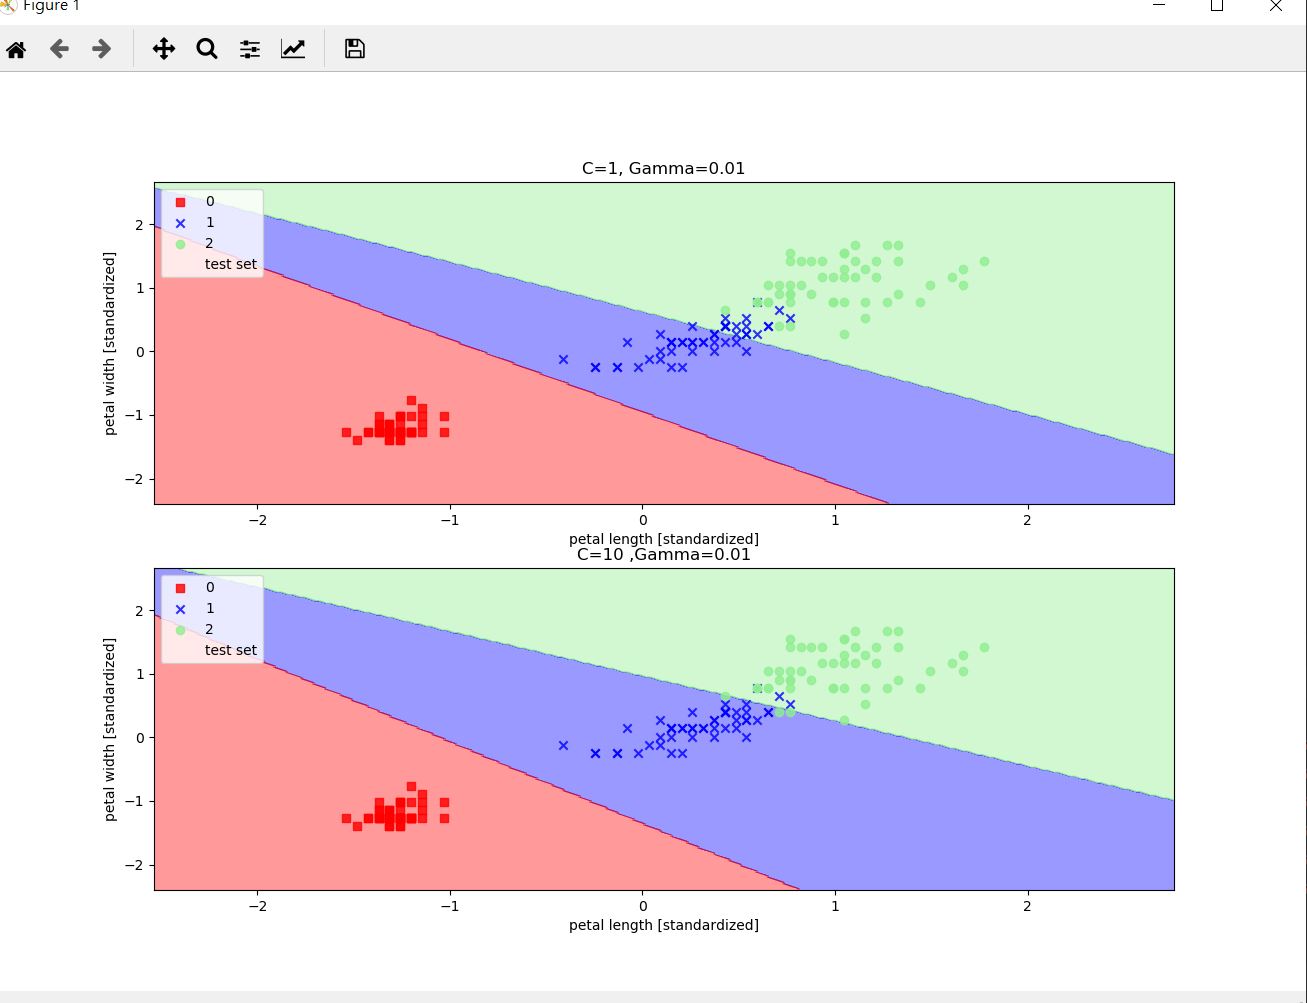 Figure 1
C=1, Gamma=0.01
0
1
2
test set
petal width [standardized]
2
1
0
−1
−2
−2 −1 0 1 2
petal length [standardized]
C=10 ,Gamma=0.01
0
1
2
test set
petal width [standardized]
2
1
0
−1
−2
−2 −1 0 1 2
petal length [standardized]